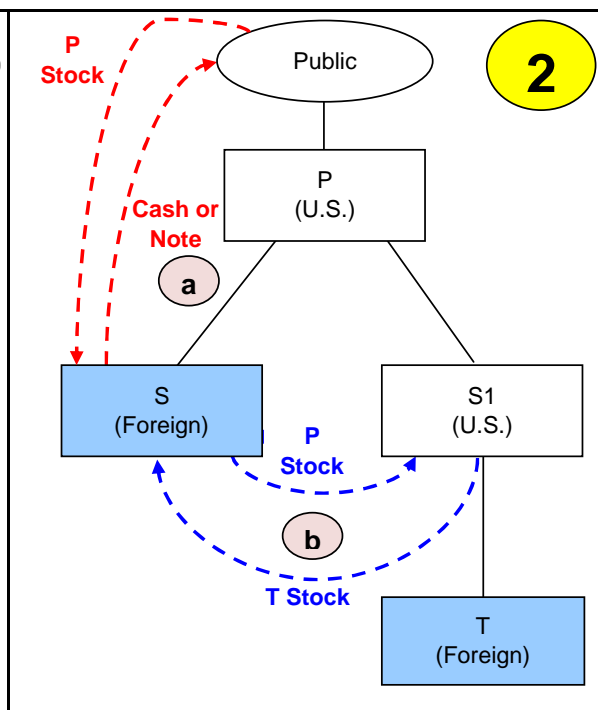 P
Stock
Public
2
P
(U.S.)
Cash or
Note
a
S
(Foreign)
S1
(U.S.)
P
Stock
b
T Stock
T
(Foreign)